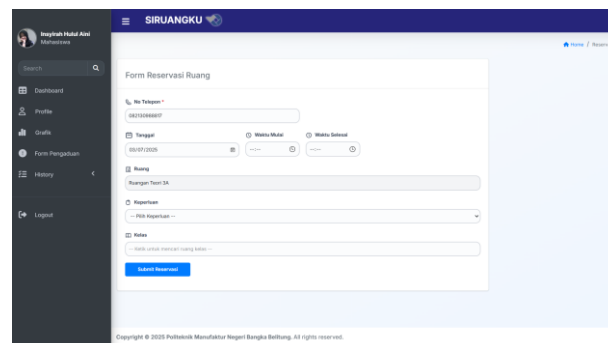 SIRUANGKU
Insyirah Hulul Aini
Mahasiswa
Home / Reserv
Search
Dashboard
Profile
Grafik
Form Pengaduan
History
Logout
Form Reservasi Ruang
No Telepon *
Tanggal
Waktu Mulai
Waktu Selesai
03/07/2025
--:--
--:--
Ruang
Ruangan Teori 3A
Keperluan
-- Pilih Keperluan --
Kelas
-- Ketik untuk mencari ruang kelas --
Submit Reservasi
Copyright © 2025 Politeknik Manufaktur Negeri Bangka Belitung. All rights reserved.